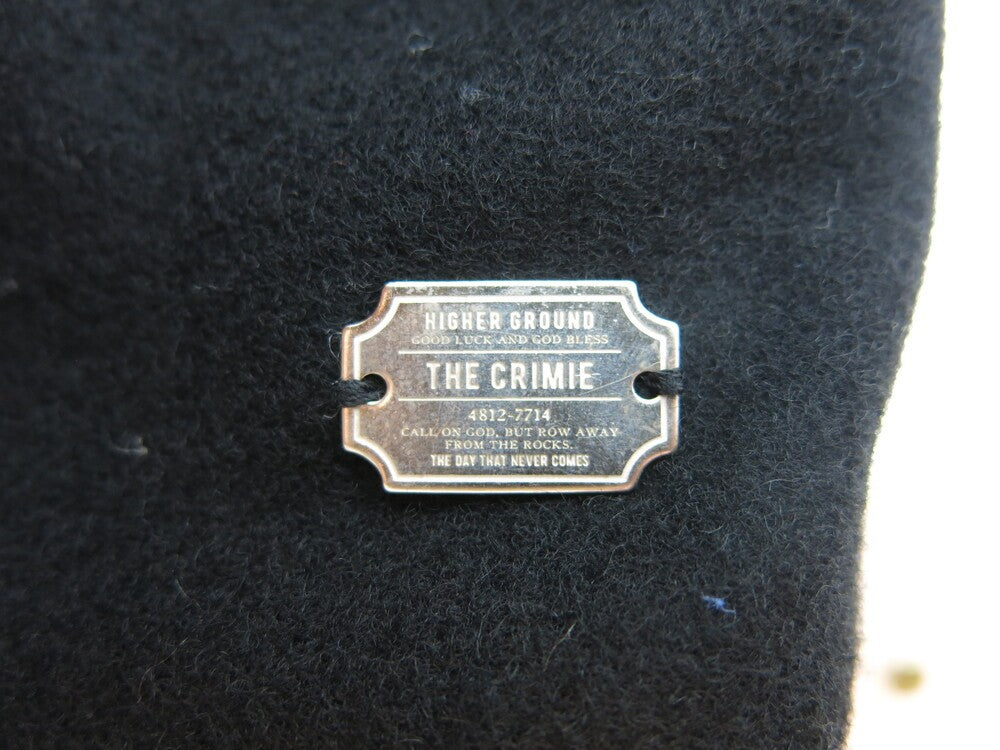 HIGHER GROUND
GOOD LUCK AND GOD BLESS
THE CRIMIE
4812-7714
CALL ON GOD, BUT ROW AWAY
FROM THE ROCKS.
THE DAY THAT NEVER COMES